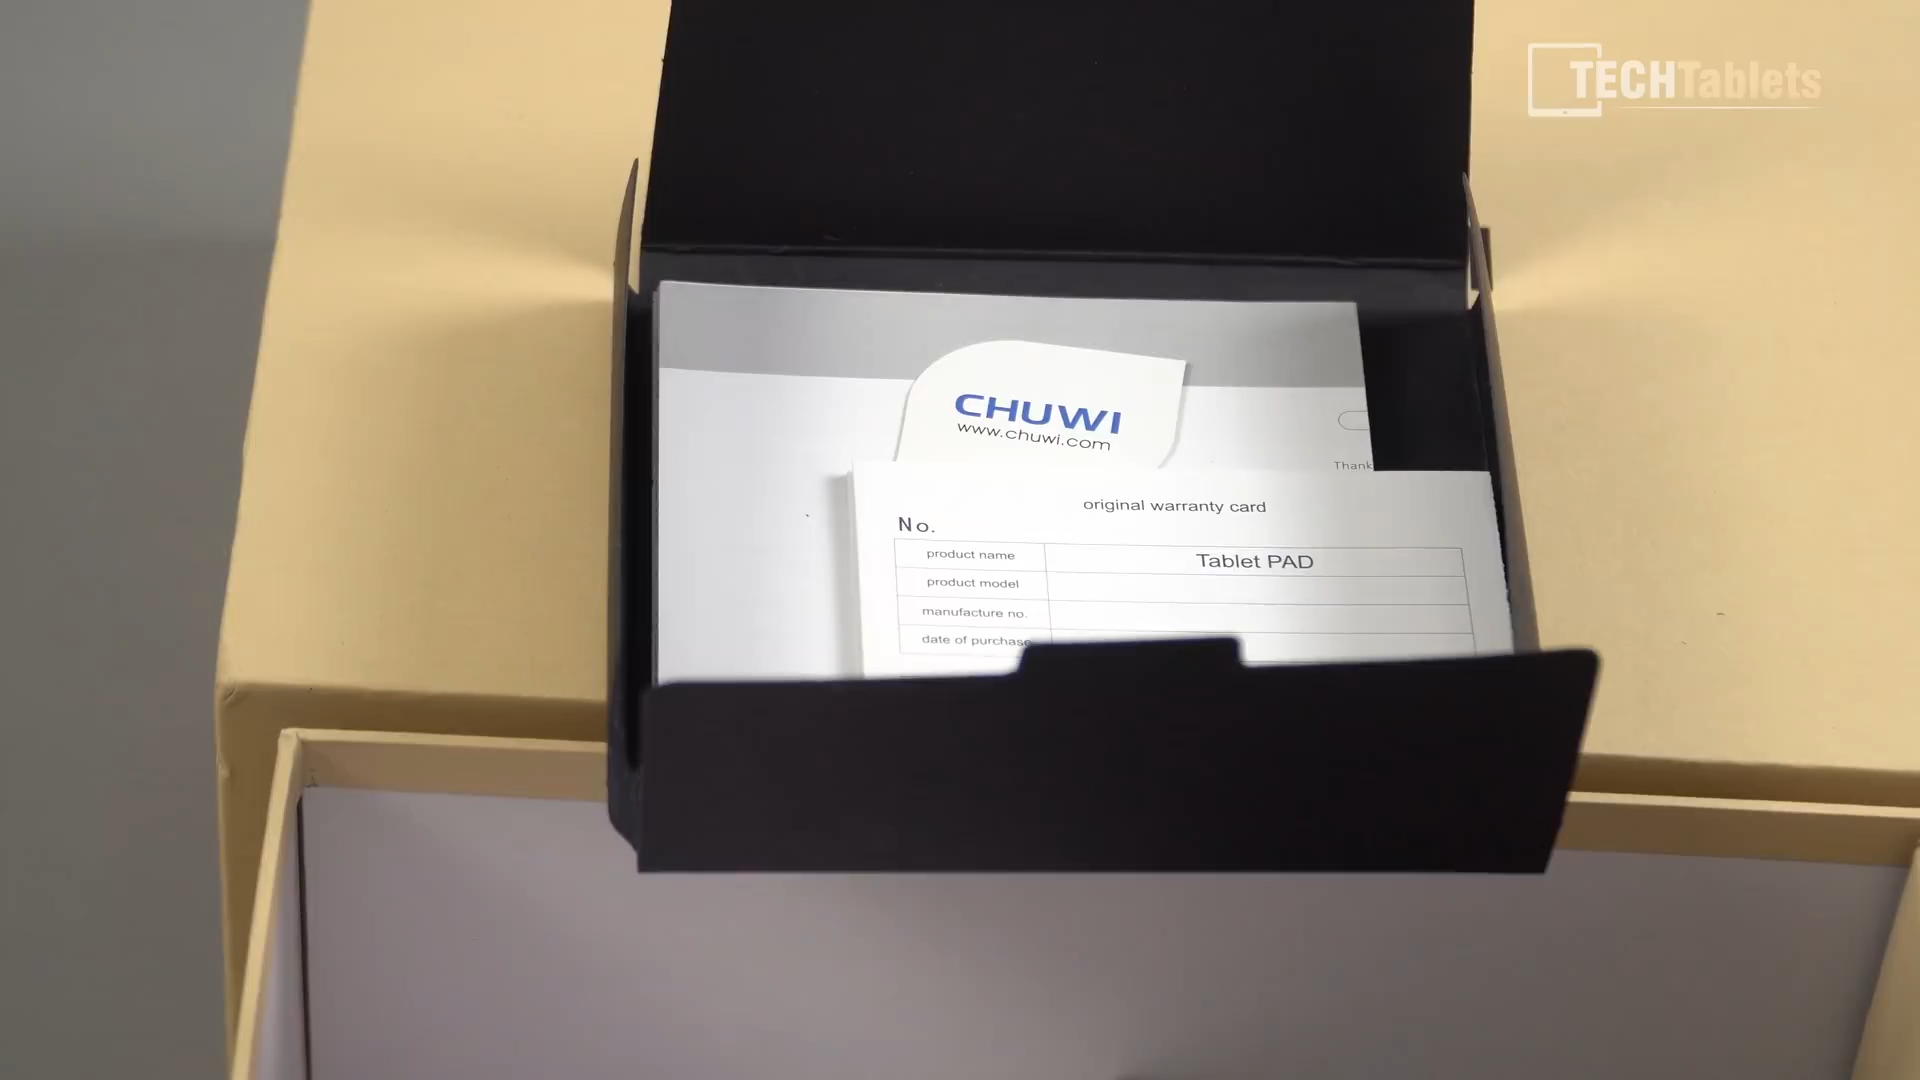 TECHTablets
CHUWI
www.chuwi.com
Thank
original warranty card
No.
product name
Tablet PAD
product model
manufacture no.
date of purchase